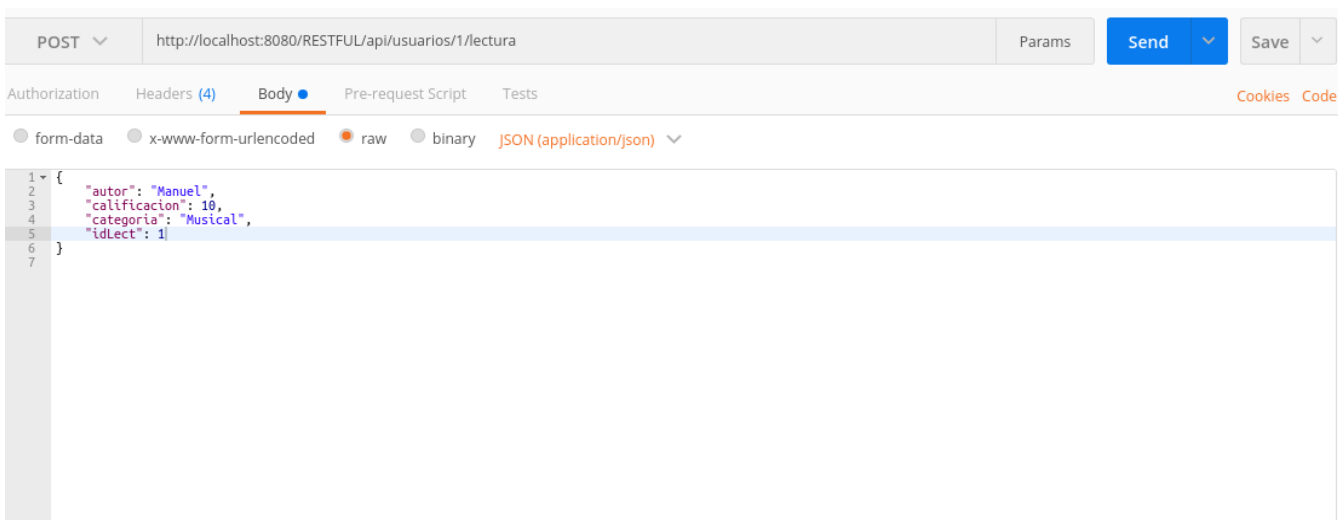 POST http://localhost:8080/RESTFUL/api/usuarios/1/lectura Params Send Save
Authorization Headers (4) Body Pre-request Script Tests Cookies Code
form-data x-www-form-urlencoded raw binary JSON (application/json)
1 {
2 "autor": "Manuel",
3 "calificacion": 10,
4 "categoria": "Musical",
5 "idLect": 1
6 }
7